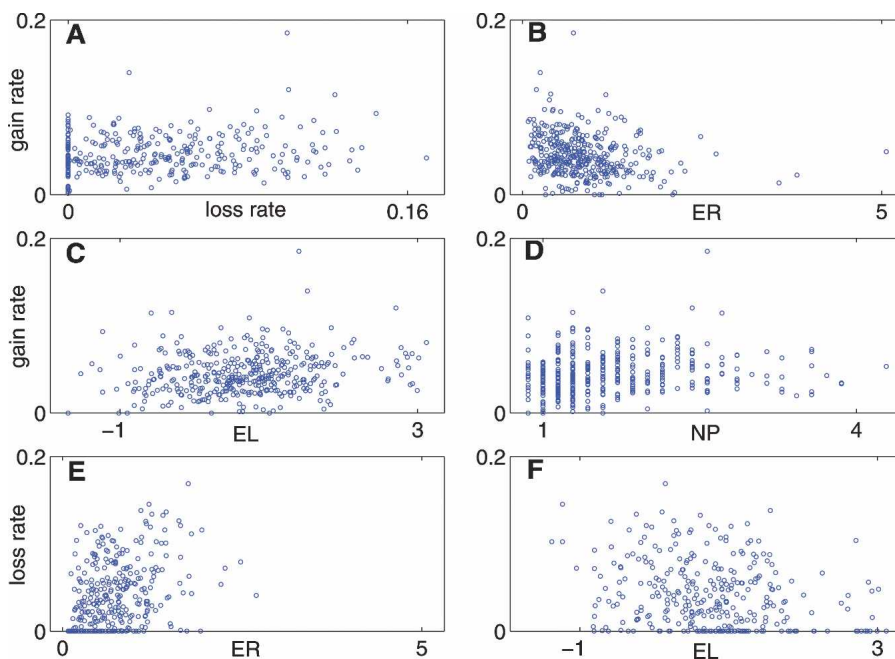 0.2 A 0.2 B
gain rate
0 0
0 loss rate 0.16 0 ER 5
0.2 C 0.2 D
gain rate
0 0
−1 EL 3 1 NP 4
0.2 E 0.2 F
loss rate
0 0
0 ER 5 −1 EL 3